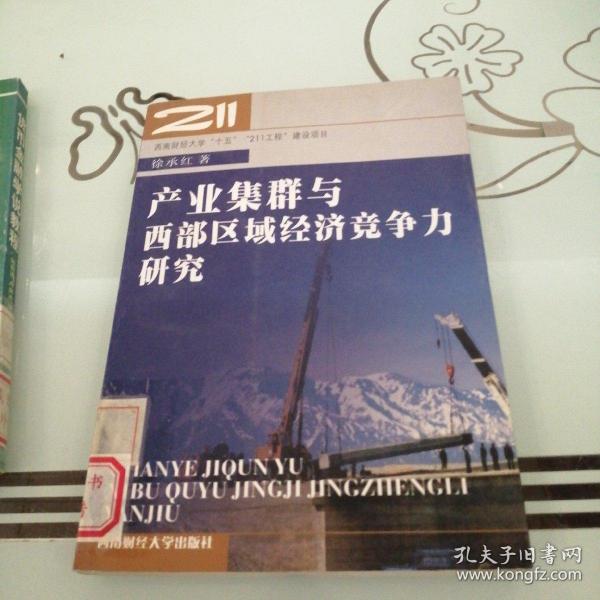 211
西南财经大学“十五”“211工程”建设项目
徐承红 著
产业集群与
西部区域经济竞争力
研究
ANYE JIQUN YU
BU QUYU JINGJI JINGZHENGLI
ANJIU
西南财经大学出版社
书
孔夫子旧书网
www.kongfz.com